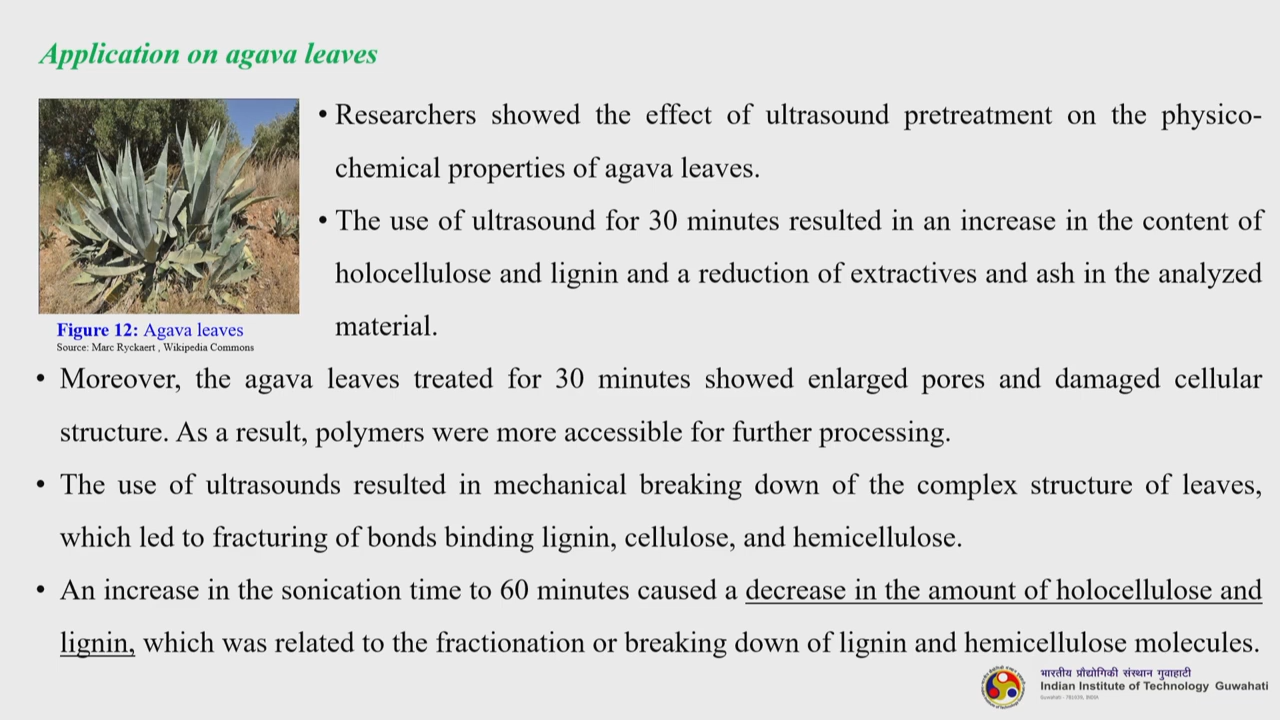 Application on agava leaves
• Researchers showed the effect of ultrasound pretreatment on the physico-
chemical properties of agava leaves.
• The use of ultrasound for 30 minutes resulted in an increase in the content of
holocellulose and lignin and a reduction of extractives and ash in the analyzed
material.
Figure 12: Agava leaves
Source: Marc Ryckaert , Wikipedia Commons
• Moreover, the agava leaves treated for 30 minutes showed enlarged pores and damaged cellular
structure. As a result, polymers were more accessible for further processing.
• The use of ultrasounds resulted in mechanical breaking down of the complex structure of leaves,
which led to fracturing of bonds binding lignin, cellulose, and hemicellulose.
• An increase in the sonication time to 60 minutes caused a decrease in the amount of holocellulose and
lignin, which was related to the fractionation or breaking down of lignin and hemicellulose molecules.
भारतीय प्रौद्योगिकी संस्थान गुवाहाटी
Indian Institute of Technology Guwahati
Guwahati - 781039, INDIA